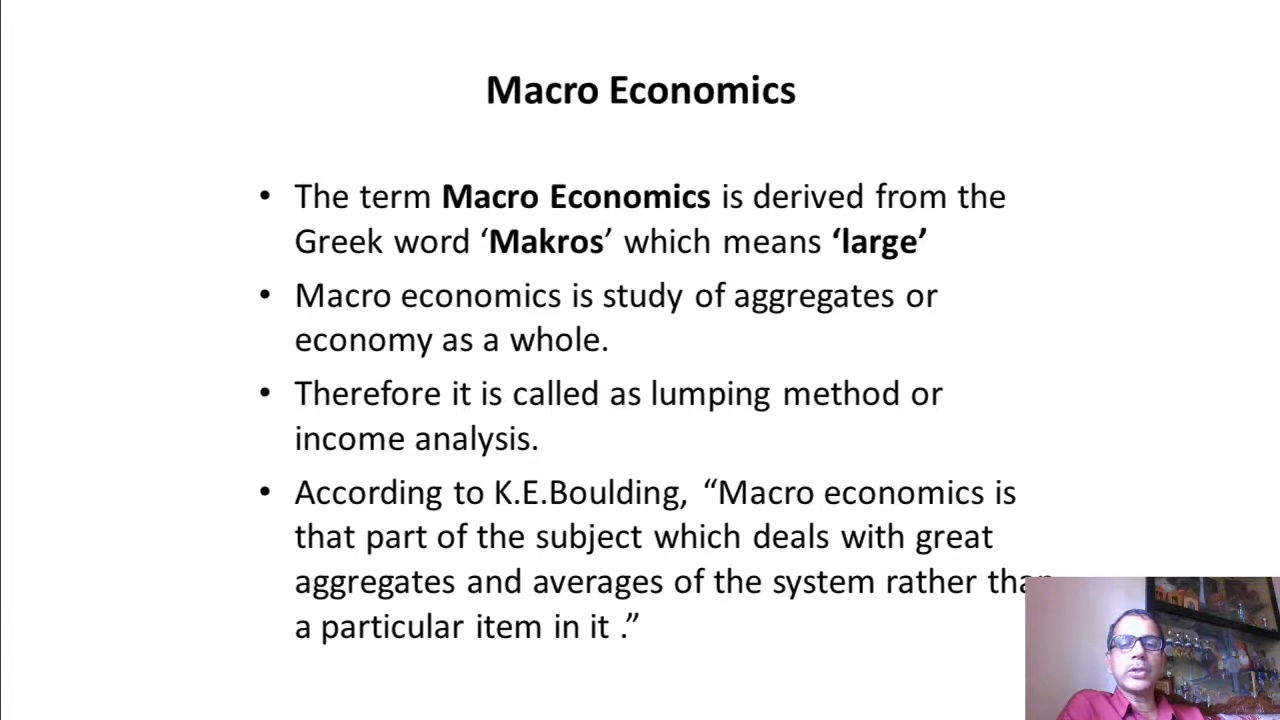 Macro Economics
• The term Macro Economics is derived from the
Greek word ‘Makros’ which means ‘large’
• Macro economics is study of aggregates or
economy as a whole.
• Therefore it is called as lumping method or
income analysis.
• According to K.E.Boulding, “Macro economics is
that part of the subject which deals with great
aggregates and averages of the system rather than
a particular item in it .”